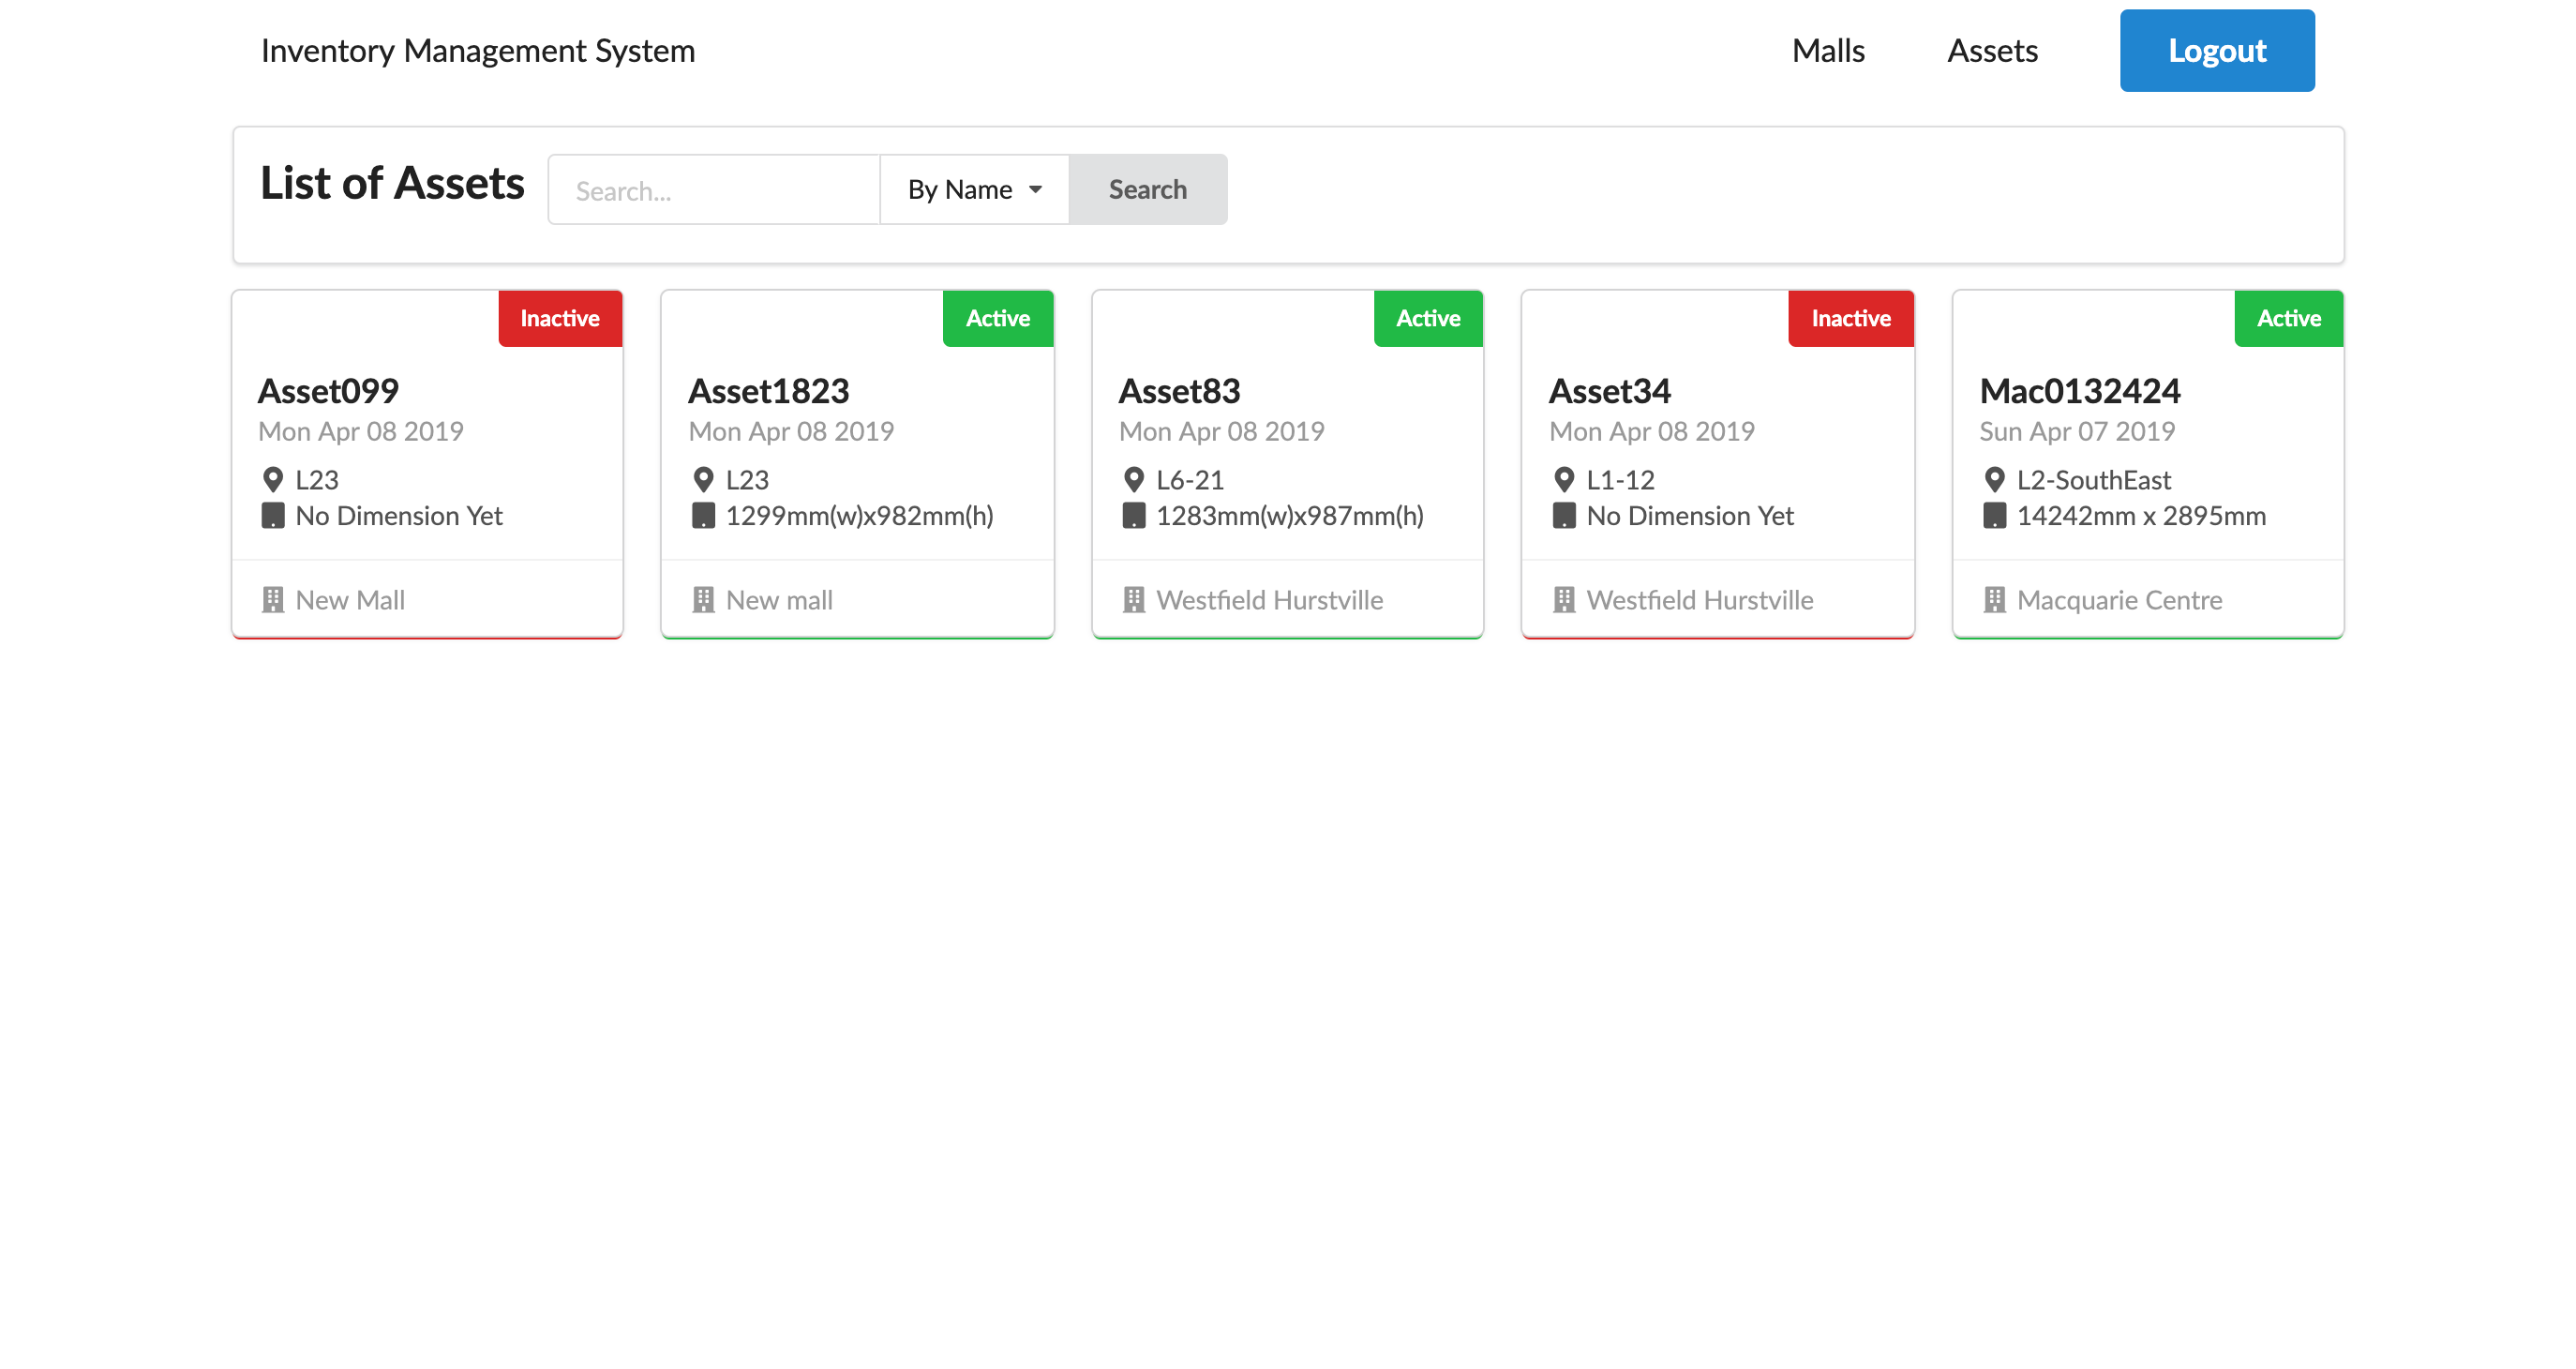 Inventory Management System
Malls
Assets
Logout
List of Assets
Search...
By Name
Search
Inactive
Asset099
Mon Apr 08 2019
L23
No Dimension Yet
New Mall
Active
Asset1823
Mon Apr 08 2019
L23
1299mm(w)x982mm(h)
New mall
Active
Asset83
Mon Apr 08 2019
L6-21
1283mm(w)x987mm(h)
Westfield Hurstville
Inactive
Asset34
Mon Apr 08 2019
L1-12
No Dimension Yet
Westfield Hurstville
Active
Mac0132424
Sun Apr 07 2019
L2-SouthEast
14242mm x 2895mm
Macquarie Centre